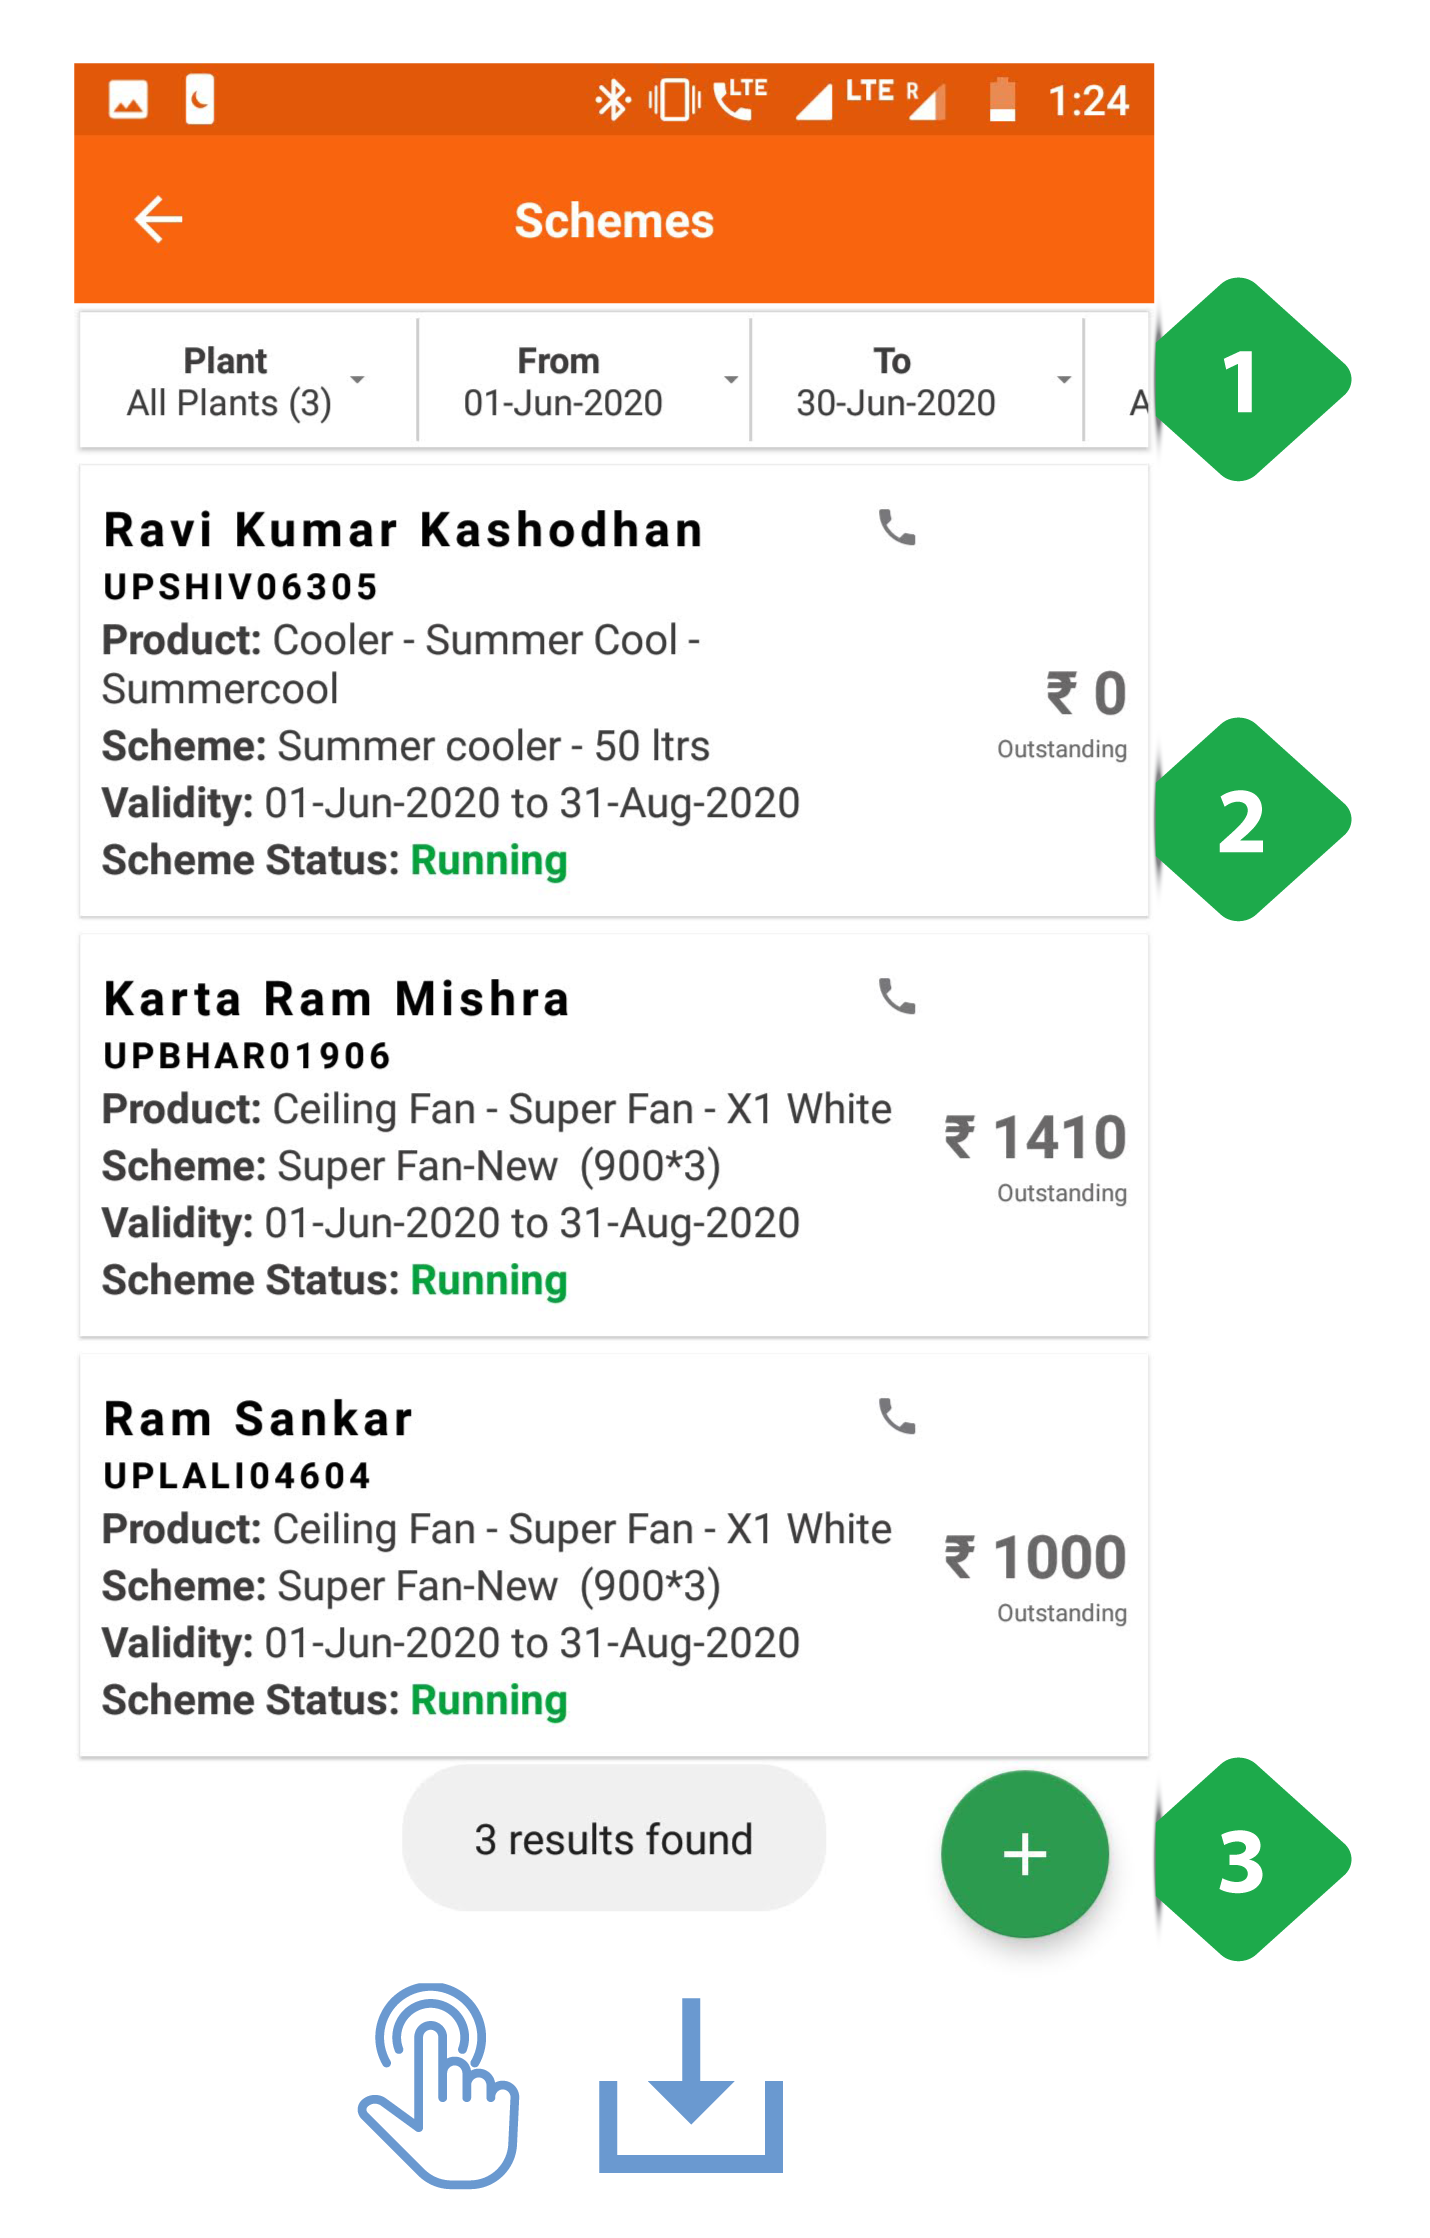 LTE LTE R 1:24
Schemes
Plant From To
All Plants (3) 01-Jun-2020 30-Jun-2020 A
1
Ravi Kumar Kashodhan
UPSHIV06305
Product: Cooler - Summer Cool -
Summercool
₹ 0
Scheme: Summer cooler - 50 ltrs
Outstanding
Validity: 01-Jun-2020 to 31-Aug-2020
2
Scheme Status: Running
Karta Ram Mishra
UPBHAR01906
Product: Ceiling Fan - Super Fan - X1 White
₹ 1410
Scheme: Super Fan-New (900*3)
Outstanding
Validity: 01-Jun-2020 to 31-Aug-2020
Scheme Status: Running
Ram Sankar
UPLALI04604
Product: Ceiling Fan - Super Fan - X1 White
₹ 1000
Scheme: Super Fan-New (900*3)
Outstanding
Validity: 01-Jun-2020 to 31-Aug-2020
Scheme Status: Running
3 results found
+
3